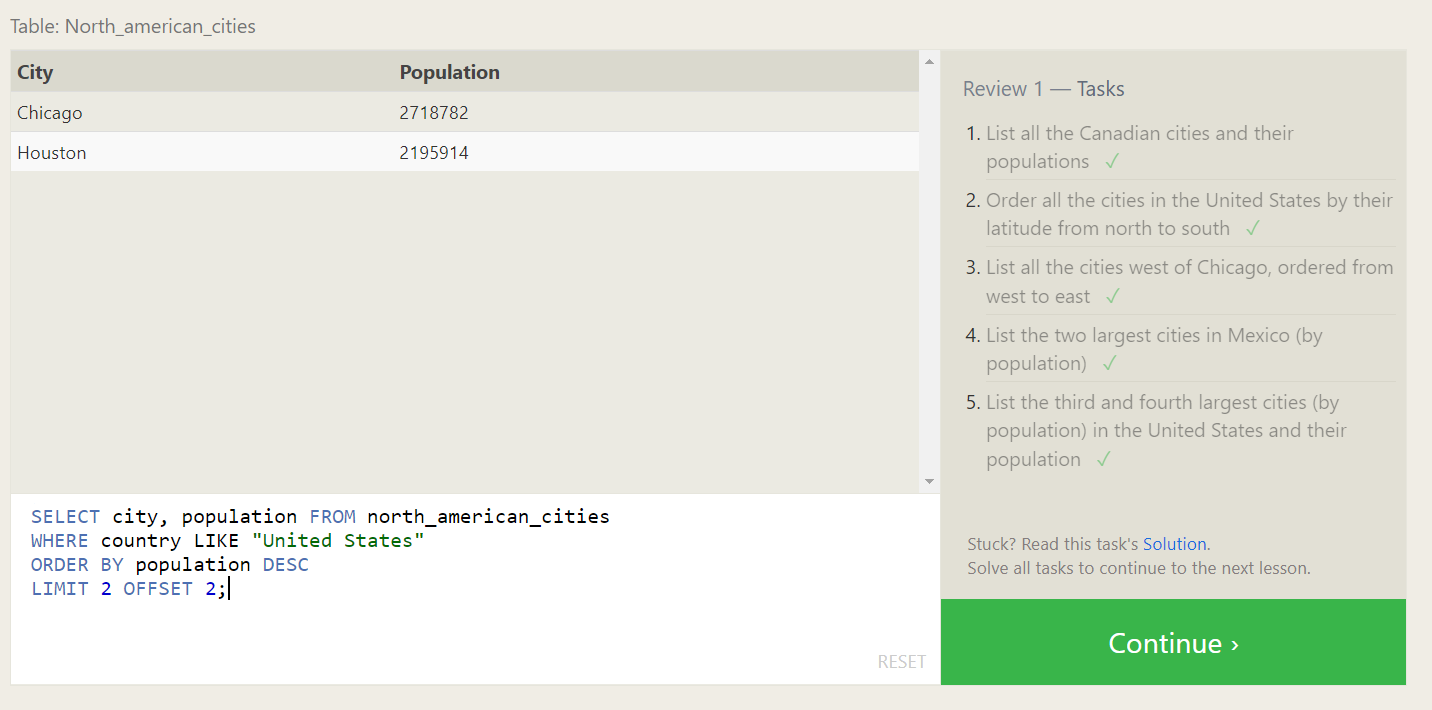 Table: North_american_cities
City Population
Chicago 2718782
Houston 2195914
SELECT city, population FROM north_american_cities
WHERE country LIKE "United States"
ORDER BY population DESC
LIMIT 2 OFFSET 2;
RESET
Review 1 — Tasks
1. List all the Canadian cities and their
populations ✓
2. Order all the cities in the United States by their
latitude from north to south ✓
3. List all the cities west of Chicago, ordered from
west to east ✓
4. List the two largest cities in Mexico (by
population) ✓
5. List the third and fourth largest cities (by
population) in the United States and their
population ✓
Stuck? Read this task's Solution.
Solve all tasks to continue to the next lesson.
Continue ›